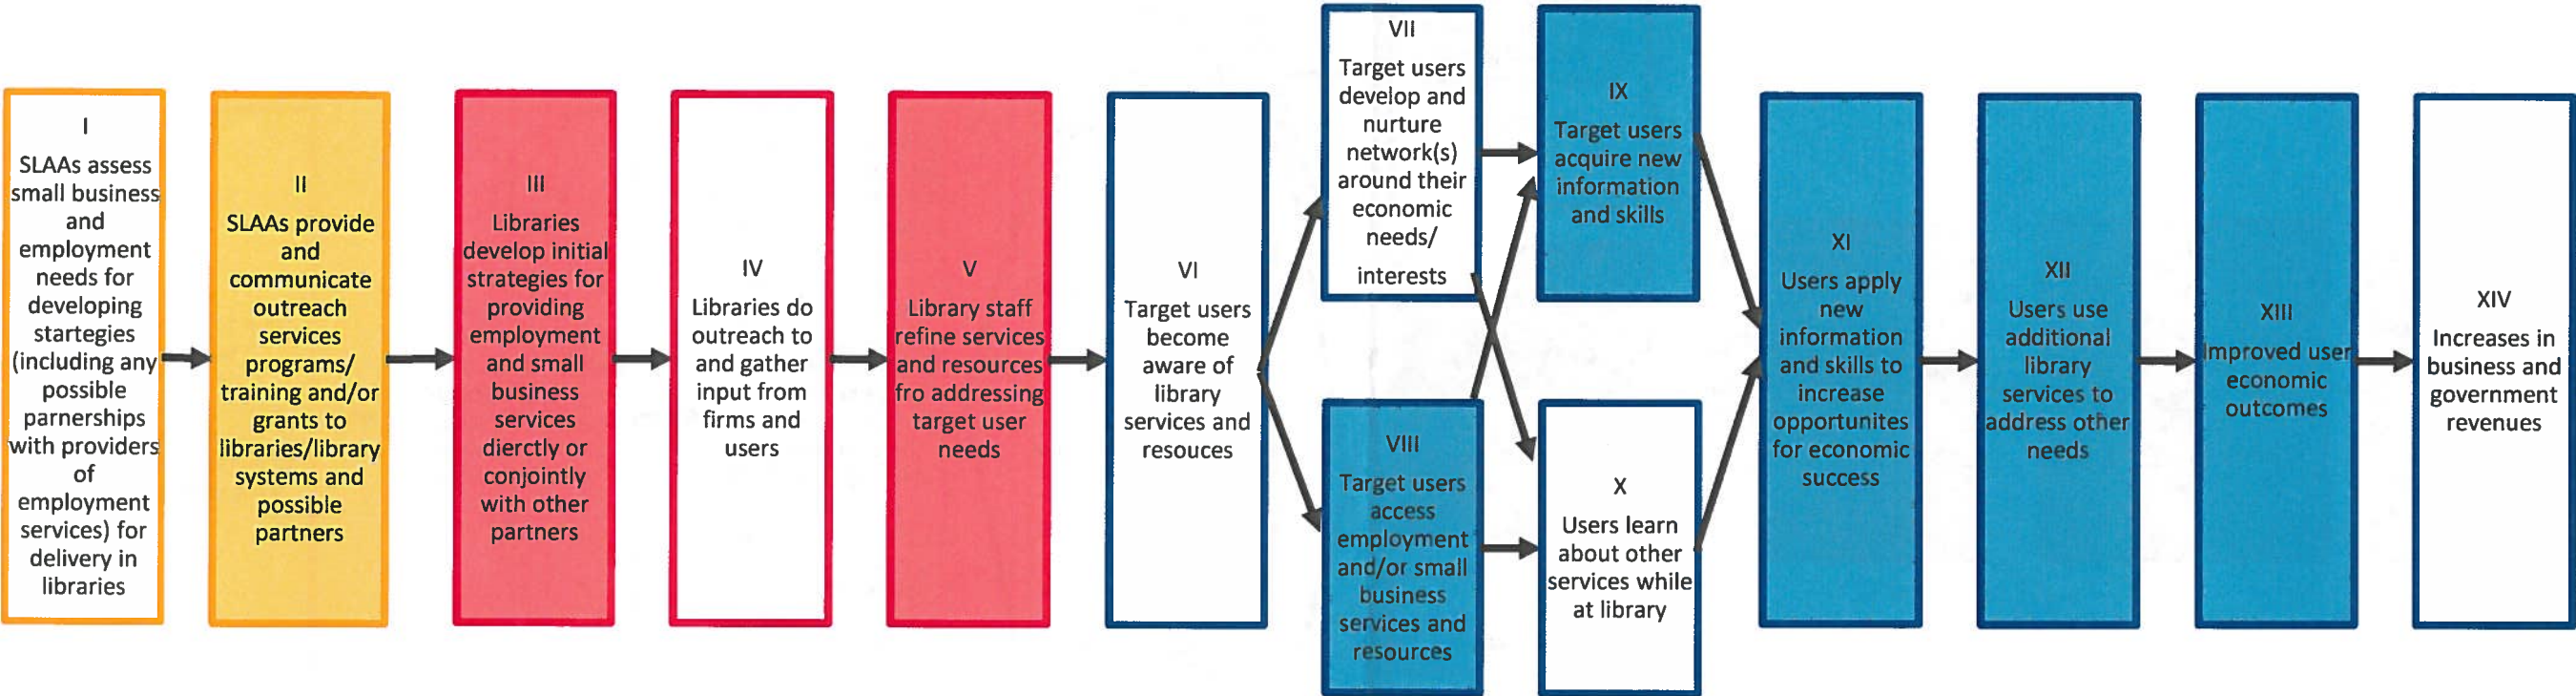 I
SLAAs assess
small business
and
employment
needs for
developing
startegies
(including any
possible
parnerships
with providers
of
employment
services) for
delivery in
libraries
II
SLAAs provide
and
communicate
outreach
services
programs/
training and/or
grants to
libraries/library
systems and
possible
partners
III
Libraries
develop initial
strategies for
providing
employment
and small
business
services
dierctly or
conjointly
with other
partners
IV
Libraries do
outreach to
and gather
input from
firms and
users
V
Library staff
refine services
and resources
fro addressing
target user
needs
VI
Target users
become
aware of
library
services and
resouces
VII
Target users
develop and
nurture
network(s)
around their
economic
needs/
interests
VIII
Target users
access
employment
and/or small
business
services and
resources
IX
Target users
acquire new
information
and skills
X
Users learn
about other
services while
at library
XI
Users apply
new
information
and skills to
increase
opportunites
for economic
success
XII
Users use
additional
library
services to
address other
needs
XIII
Improved user
economic
outcomes
XIV
Increases in
business and
government
revenues